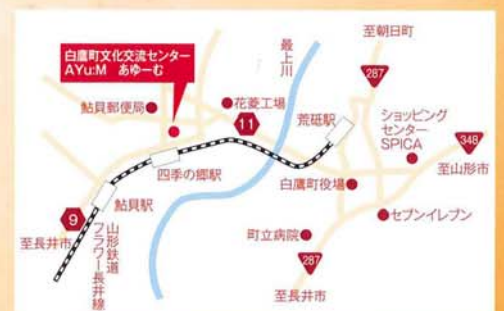 白鷹町文化交流センター
AYu:M あゆーむ
鮎貝郵便局
花菱工場
11
最上川
荒砥駅
至朝日町
287
ショッピング
センター
SPICA
348
至山形市
四季の郷駅
白鷹町役場
鮎貝駅
セブンイレブン
9
至長井市
山形鉄道
フラワー長井線
町立病院
287
至長井市